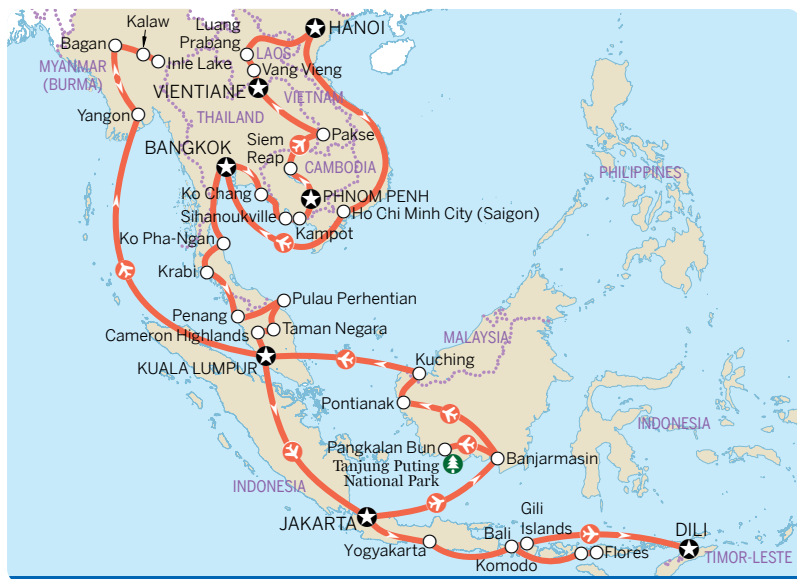 Kalaw
Luang
Prabang
HANOI
Bagan
LAOS
Inle Lake
Vang Vieng
MYANMAR
(BURMA)
VIENTIANE
VIETNAM
THAILAND
Yangon
Pakse
Siem
Reap
BANGKOK
CAMBODIA
PHILIPPINES
Ko Chang
PHNOM PENH
Sihanoukville
Ho Chi Minh City (Saigon)
Kampot
Ko Pha-Ngan
Krabi
Pulau Perhentian
Penang
Taman Negara
Cameron Highlands
MALAYSIA
KUALA LUMPUR
Kuching
Pontianak
INDONESIA
Pangkalan Bun
Banjarmasin
Tanjung Puting
National Park
INDONESIA
JAKARTA
Gili
Islands
Bali
DILI
Yogyakarta
Flores
TIMOR-LESTE
Komodo